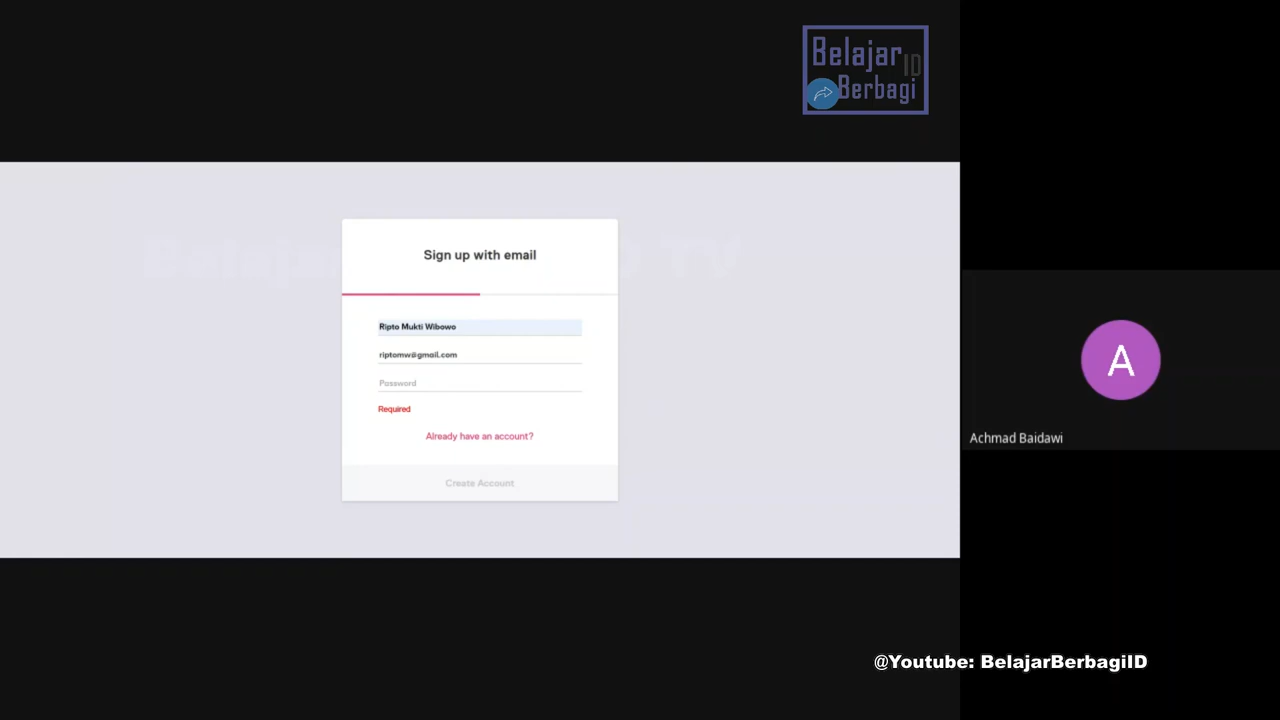 Belajar
ID
Berbagi
Sign up with email
Ripto Mukti Wibowo
riptomw@gmail.com
Password
Required
Already have an account?
Create Account
A
Achmad Baidawi
@Youtube: BelajarBerbagiID